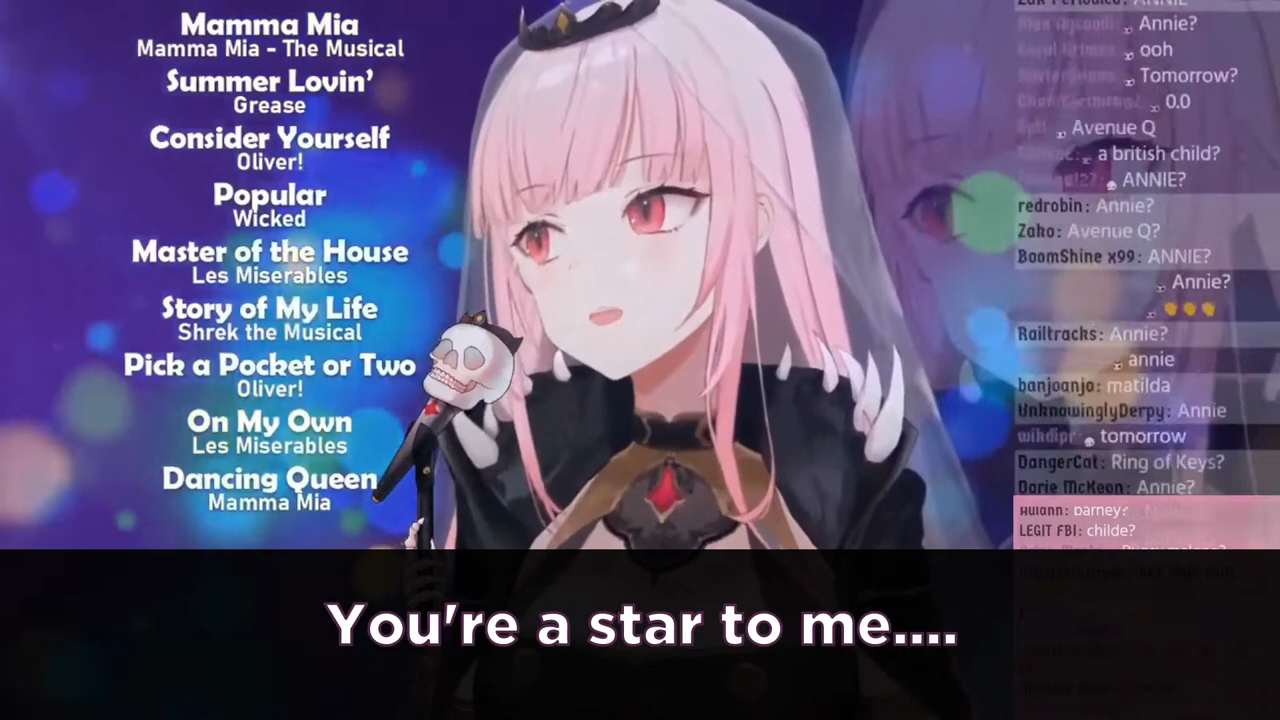 Mamma Mia
Mamma Mia - The Musical
Summer Lovin'
Grease
Consider Yourself
Oliver!
Popular
Wicked
Master of the House
Les Miserables
Story of My Life
Shrek the Musical
Pick a Pocket or Two
Oliver!
On My Own
Les Miserables
Dancing Queen
Mamma Mia
Annie?
ooh
Tomorrow?
0.0
Avenue Q
a british child?
ANNIE?
redrobin: Annie?
Zako: Avenue Q?
BoomShine x99: ANNIE?
Annie?
Railtracks: Annie?
annie
banjoanjo: matilda
UnknowinglyDerpy: Annie
wikdipr tomorrow
DangerCat: Ring of Keys?
Darie McKeon: Annie?
barney?
LEGIT FBI: childe?
You're a star to me....